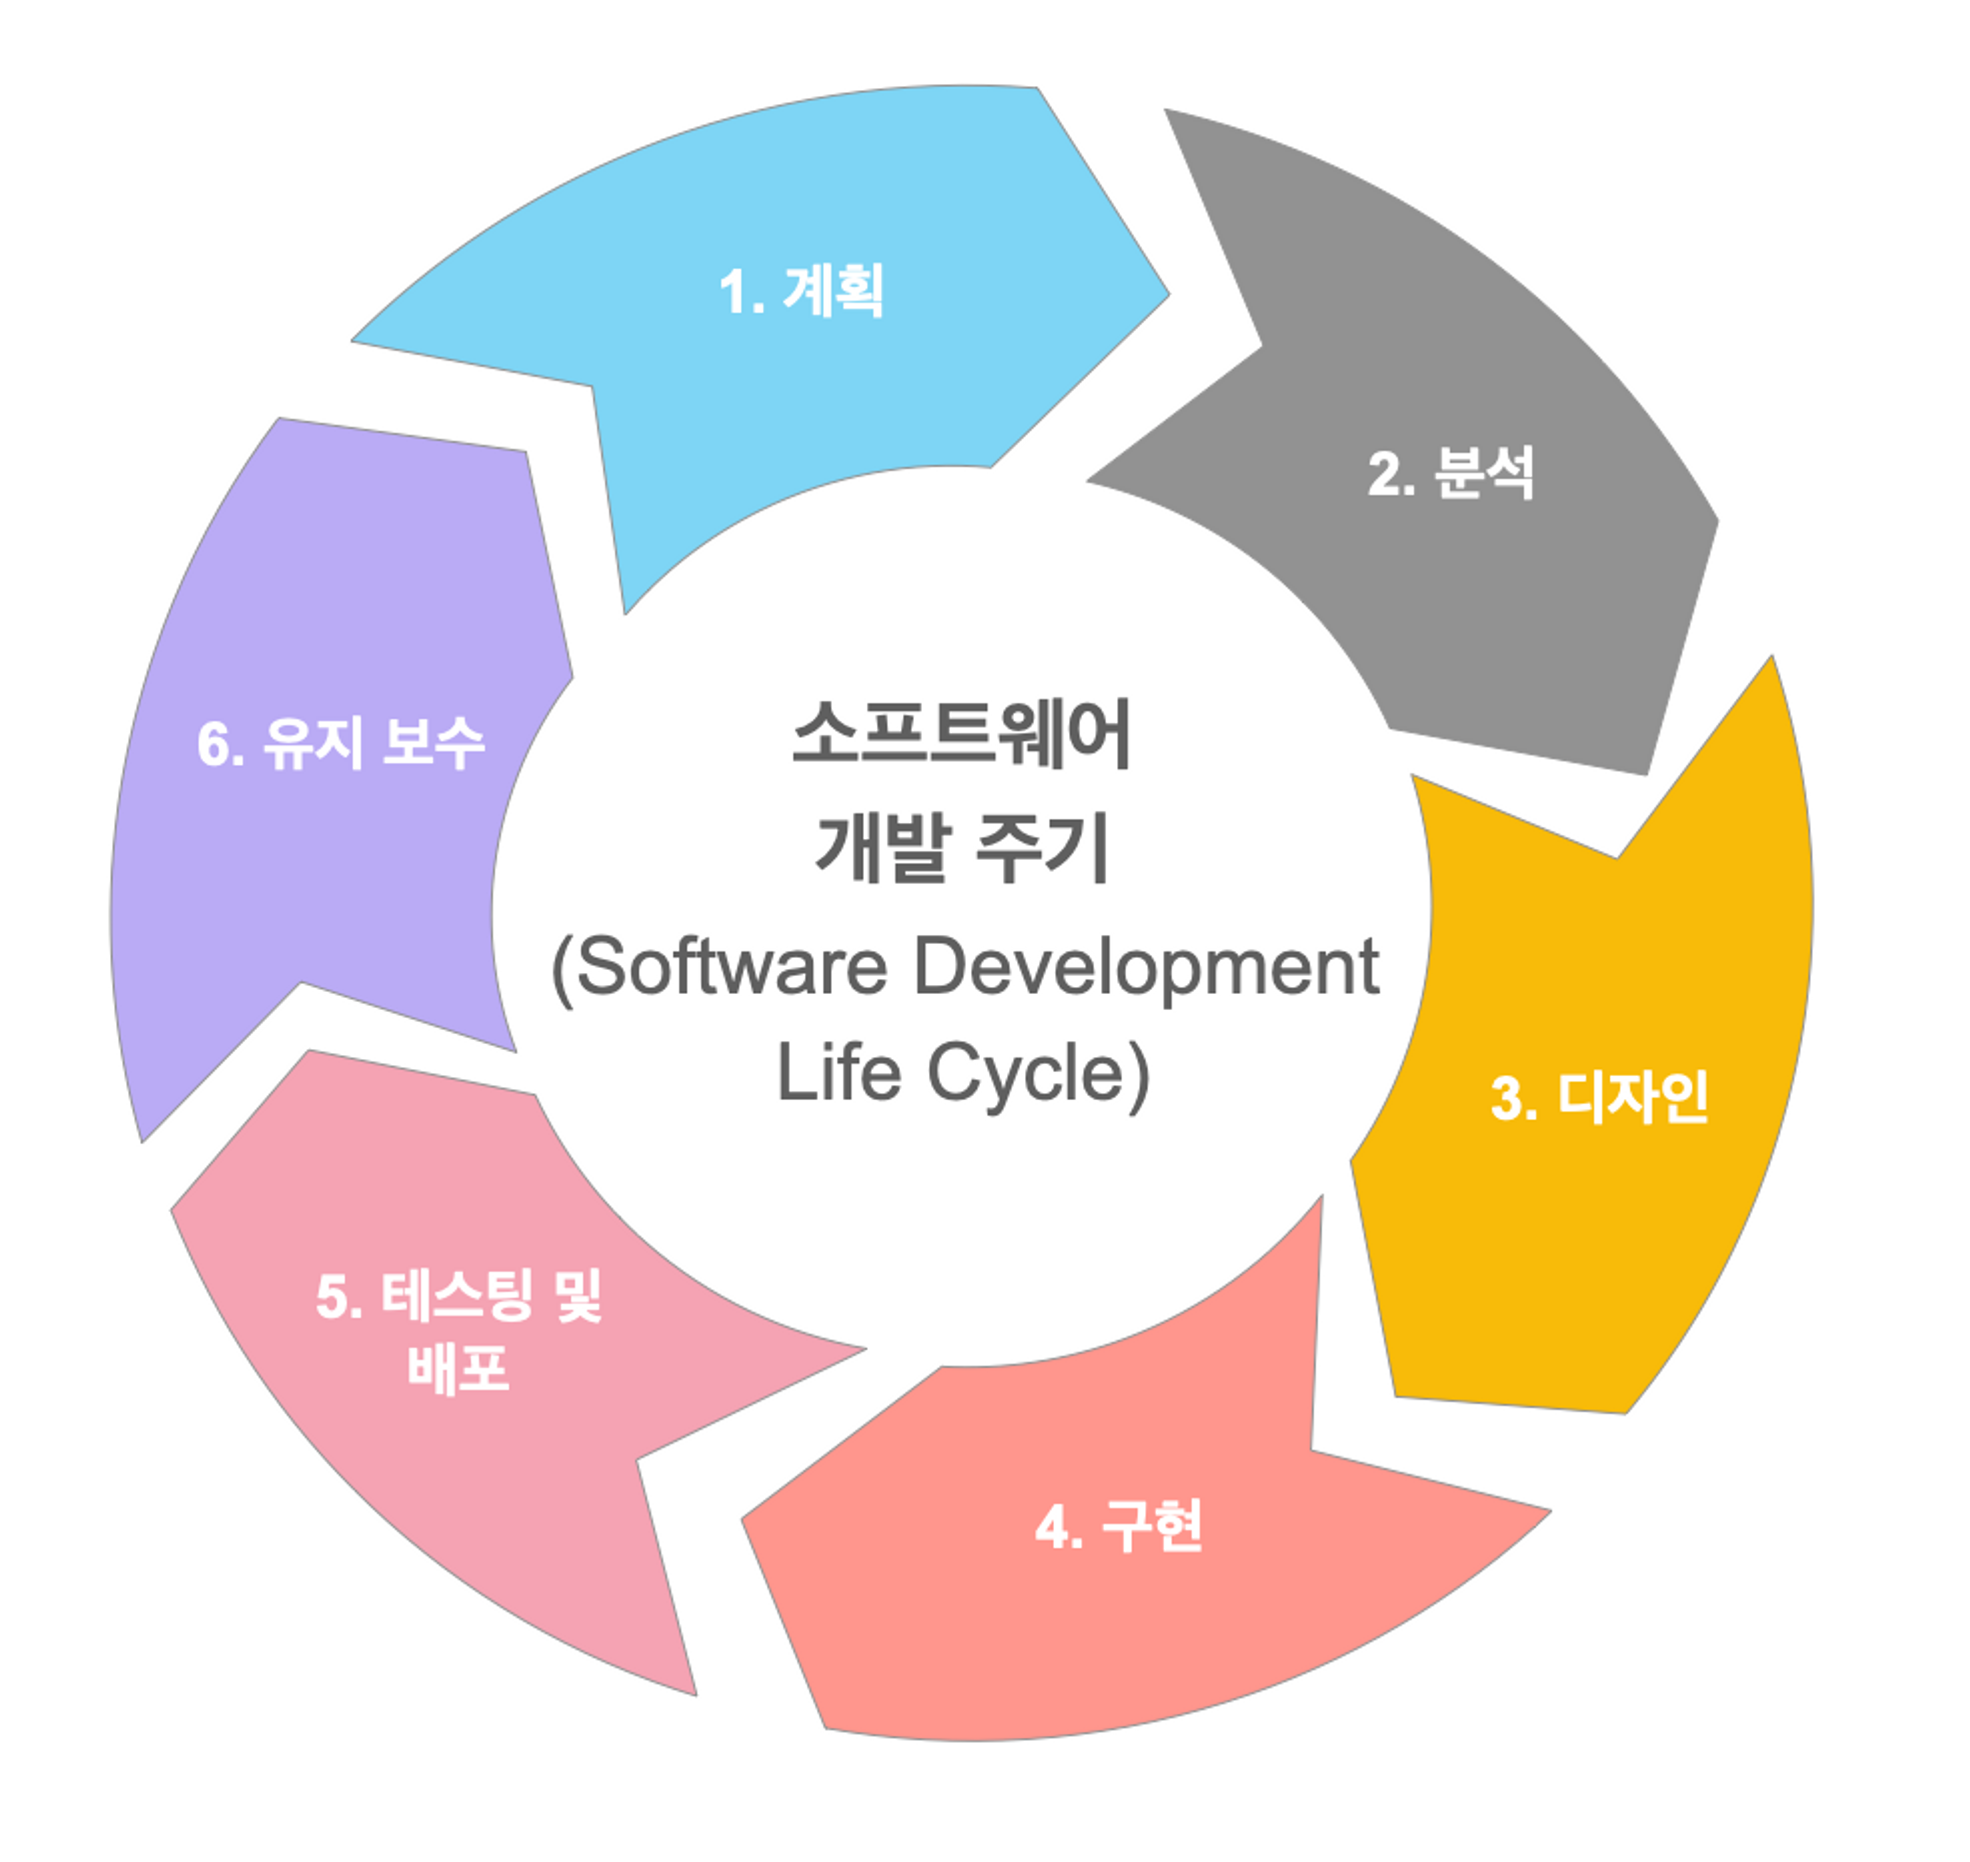 1. 계획
2. 분석
3. 디자인
4. 구현
5. 테스팅 및
배포
6. 유지 보수
소프트웨어
개발 주기
(Software Development
Life Cycle)